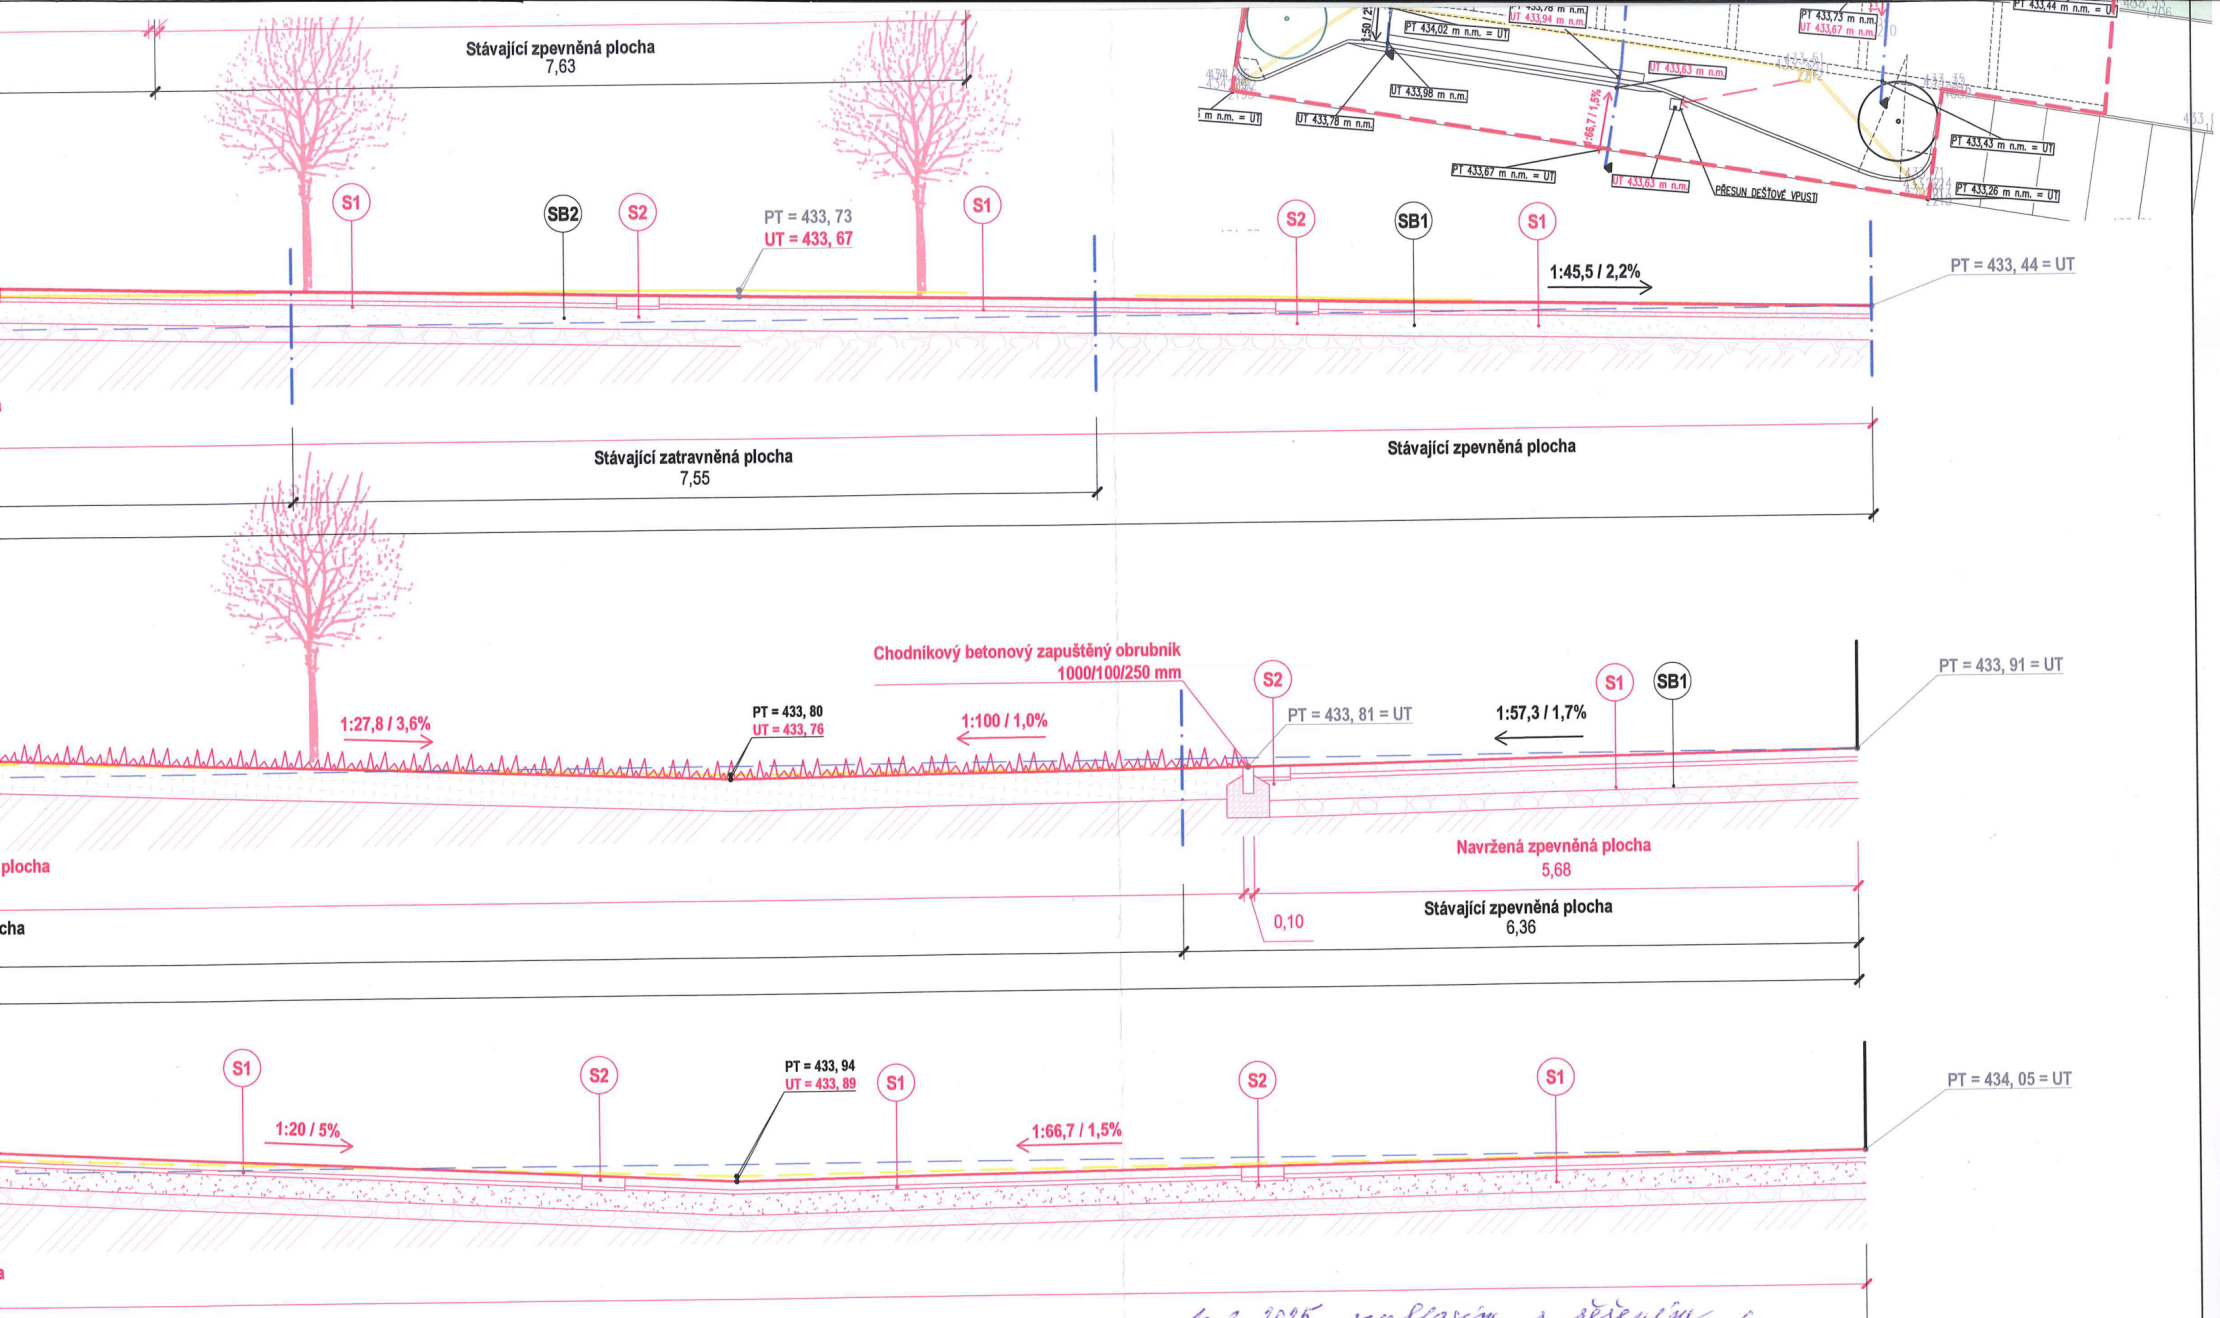 Stávající zpevněná plocha
7,63
S1
SB2
S2
PT = 433, 73
UT = 433, 67
S1
S2
SB1
S1
1:45,5 / 2,2%
PT = 433, 44 = UT
PT 434,02 m n.m. = UT
UT 433,94 m n.m.
PT 433,73 m n.m.
UT 433,67 m n.m.
PT 433,44 m n.m. = UT
UT 433,63 m n.m.
UT 433,98 m n.m.
m n.m. = UT
UT 433,78 m n.m.
1:66,7 / 1,5%
PT 433,67 m n.m. = UT
UT 433,63 m n.m.
PŘESUN DEŠŤOVÉ VPUSTI
PT 433,43 m n.m. = UT
PT 433,26 m n.m. = UT
Stávající zatravněná plocha
7,55
Stávající zpevněná plocha
Chodníkový betonový zapuštěný obrubník
1000/100/250 mm
1:27,8 / 3,6%
PT = 433, 80
UT = 433, 76
1:100 / 1,0%
S2
PT = 433, 81 = UT
1:57,3 / 1,7%
S1
SB1
PT = 433, 91 = UT
plocha
Navržená zpevněná plocha
5,68
0,10
cha
Stávající zpevněná plocha
6,36
S1
S2
PT = 433, 94
UT = 433, 89
S1
S2
S1
1:20 / 5%
1:66,7 / 1,5%
PT = 434, 05 = UT